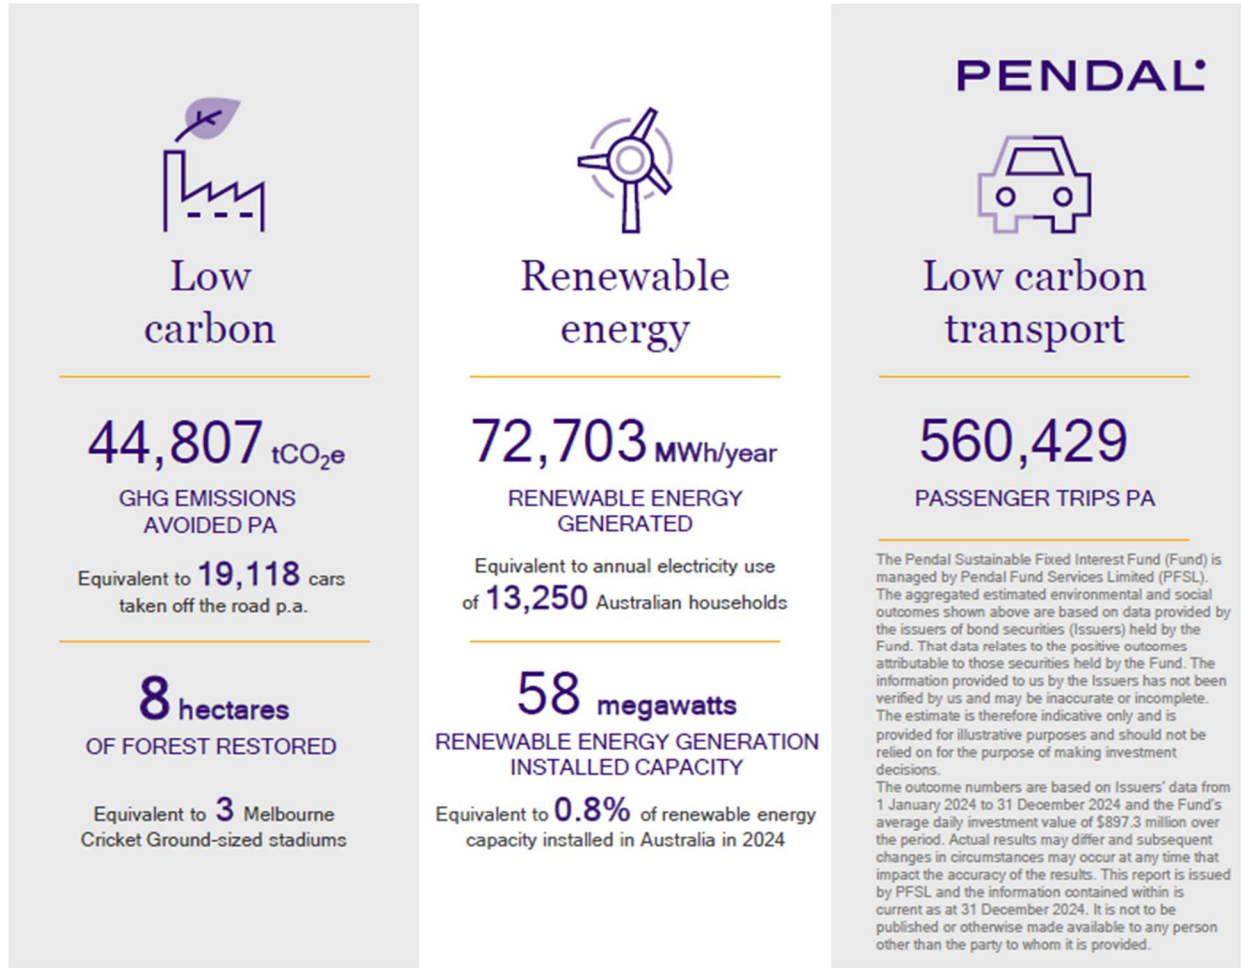 Low
carbon
44,807 tCO₂e
GHG EMISSIONS
AVOIDED PA
Equivalent to 19,118 cars
taken off the road p.a.
8 hectares
OF FOREST RESTORED
Equivalent to 3 Melbourne
Cricket Ground-sized stadiums
Renewable
energy
72,703 MWh/year
RENEWABLE ENERGY
GENERATED
Equivalent to annual electricity use
of 13,250 Australian households
58 megawatts
RENEWABLE ENERGY GENERATION
INSTALLED CAPACITY
Equivalent to 0.8% of renewable energy
capacity installed in Australia in 2024
PENDAL
Low carbon
transport
560,429
PASSENGER TRIPS PA
The Pendal Sustainable Fixed Interest Fund (Fund) is
managed by Pendal Fund Services Limited (PFSL).
The aggregated estimated environmental and social
outcomes shown above are based on data provided by
the issuers of bond securities (Issuers) held by the
Fund. That data relates to the positive outcomes
attributable to those securities held by the Fund. The
information provided to us by the Issuers has not been
verified by us and may be inaccurate or incomplete.
The estimate is therefore indicative only and is
provided for illustrative purposes and should not be
relied on for the purpose of making investment
decisions.
The outcome numbers are based on Issuers' data from
1 January 2024 to 31 December 2024 and the Fund's
average daily investment value of $897.3 million over
the period. Actual results may differ and subsequent
changes in circumstances may occur at any time that
impact the accuracy of the results. This report is issued
by PFSL and the information contained within is
current as at 31 December 2024. It is not to be
published or otherwise made available to any person
other than the party to whom it is provided.